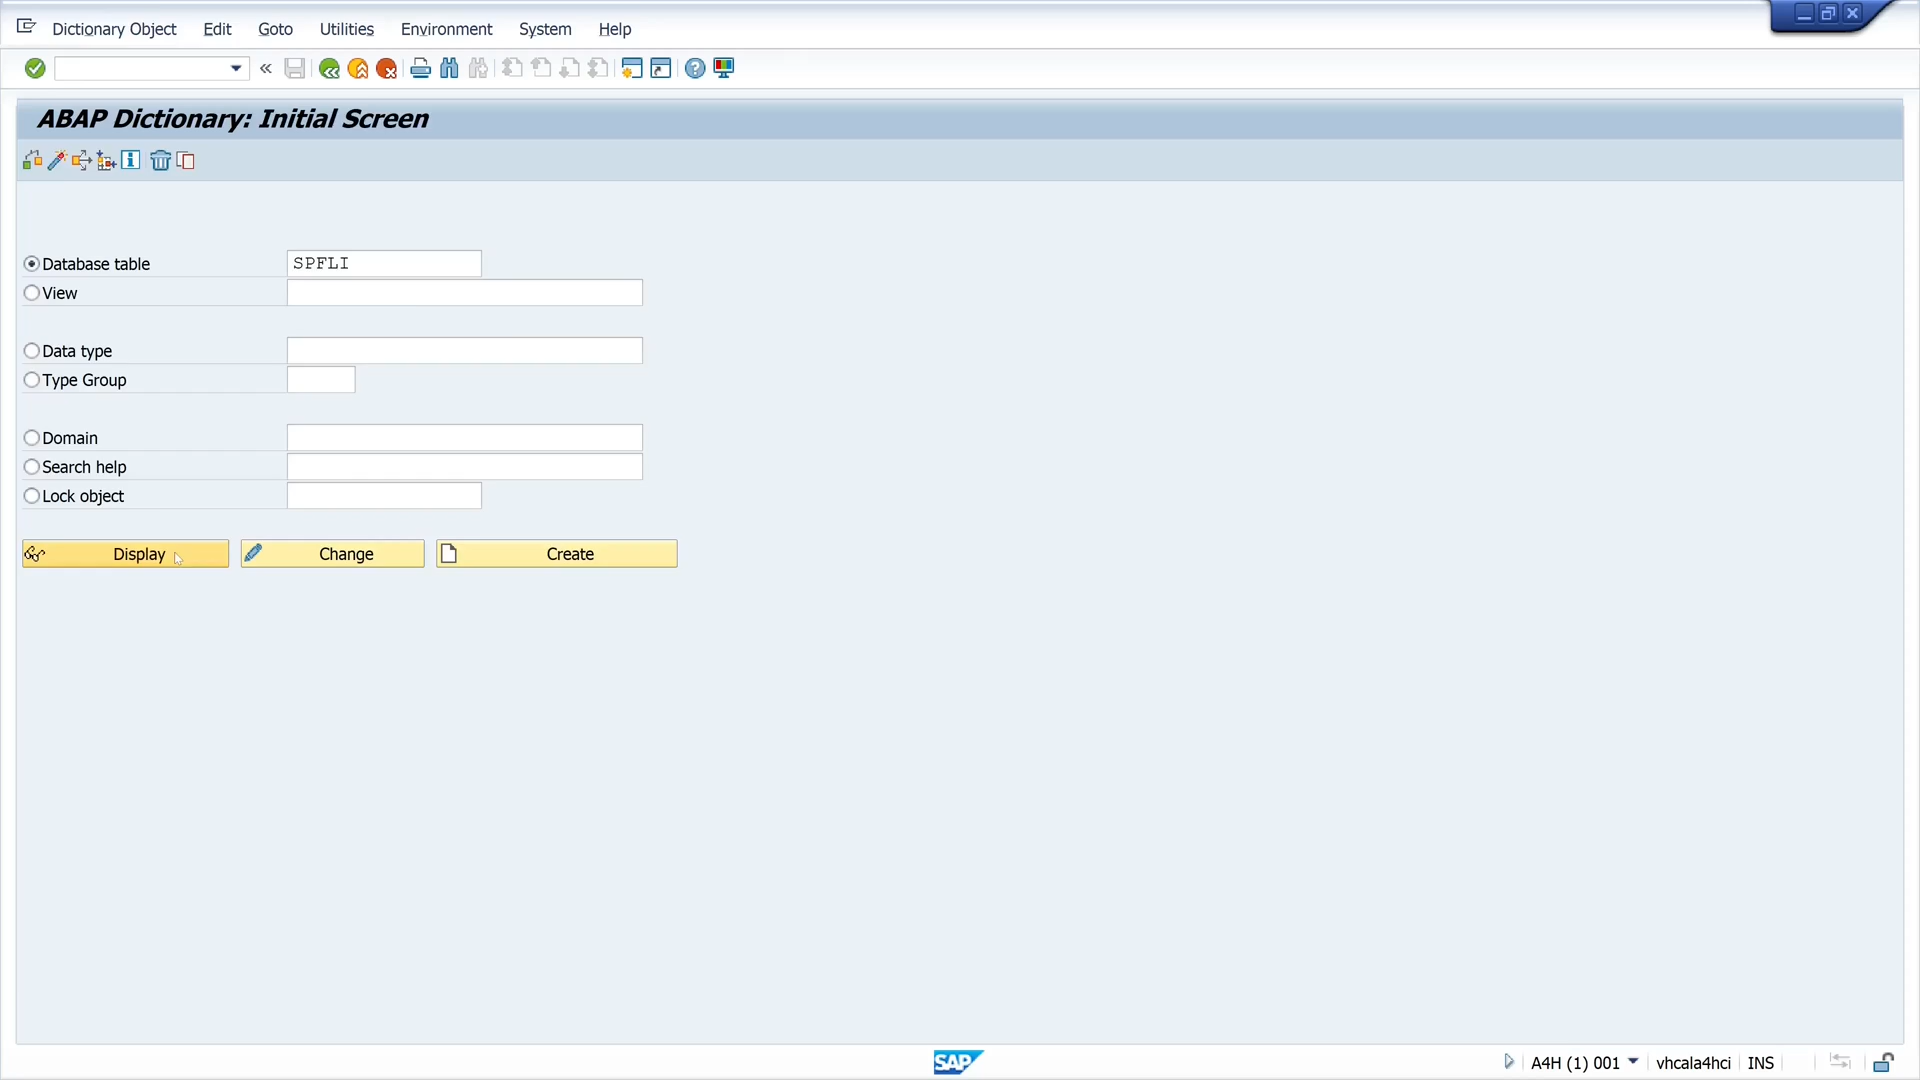 Dictionary Object Edit Goto Utilities Environment System Help
ABAP Dictionary: Initial Screen
Database table SPFLI
View
Data type
Type Group
Domain
Search help
Lock object
Display Change Create
SAP A4H (1) 001 vhcala4hci INS